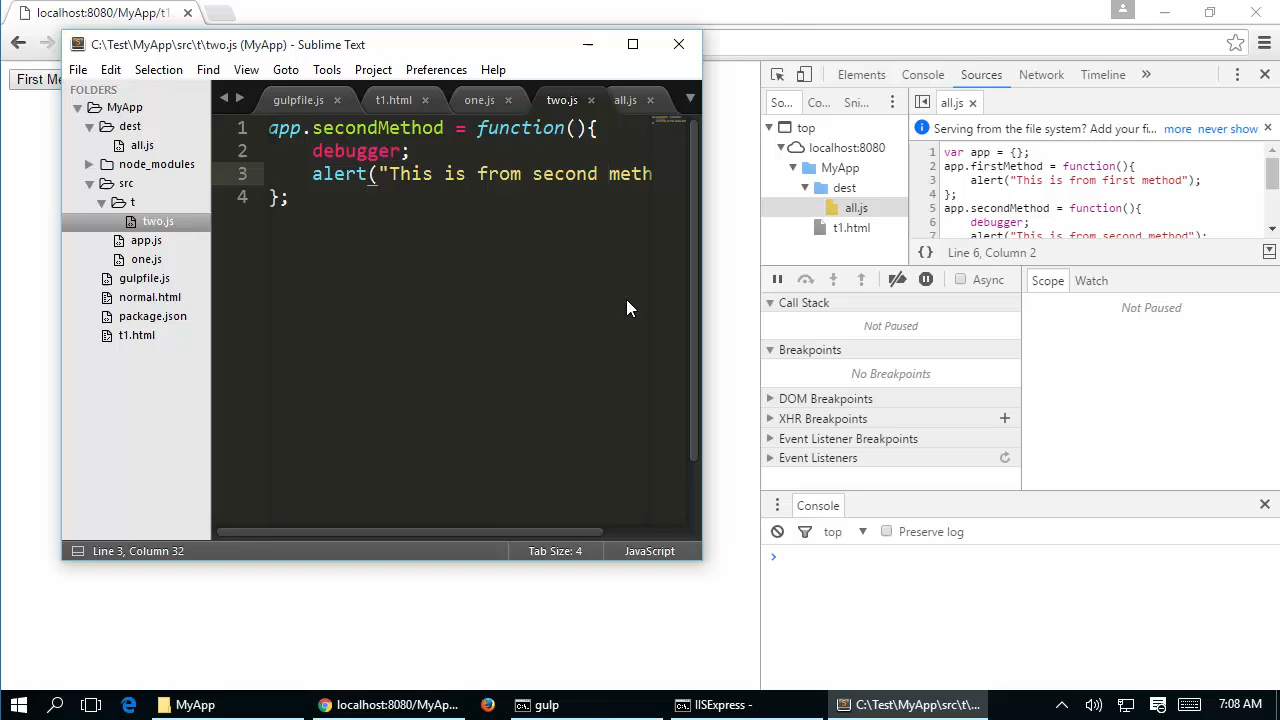 localhost:8080/MyApp/t1
C:\Test\MyApp\src\t\two.js (MyApp) - Sublime Text
File Edit Selection Find View Goto Tools Project Preferences Help
First Me
FOLDERS
MyApp
dest
all.js
node_modules
src
t
two.js
app.js
one.js
gulpfile.js
normal.html
package.json
t1.html
gulpfile.js t1.html one.js two.js all.js
1 app.secondMethod = function(){
2 debugger;
3 alert("This is from second meth
4 };
Line 3, Column 32 Tab Size: 4 JavaScript
Elements Console Sources Network Timeline
So... Co... Sni...
top
localhost:8080
MyApp
dest
all.js
t1.html
all.js
Serving from the file system? Add your fi... more never show
1 var app = {};
2 app.firstMethod = function(){
3 alert("This is from first method");
4 };
5 app.secondMethod = function(){
6 debugger;
7 alert("This is from second method");
{} Line 6, Column 2
Async
Call Stack
Not Paused
Breakpoints
No Breakpoints
DOM Breakpoints
XHR Breakpoints
Event Listener Breakpoints
Event Listeners
Scope Watch
Not Paused
Console
top Preserve log
MyApp localhost:8080/MyAp... gulp IISExpress - C:\Test\MyApp\src\t... 7:08 AM